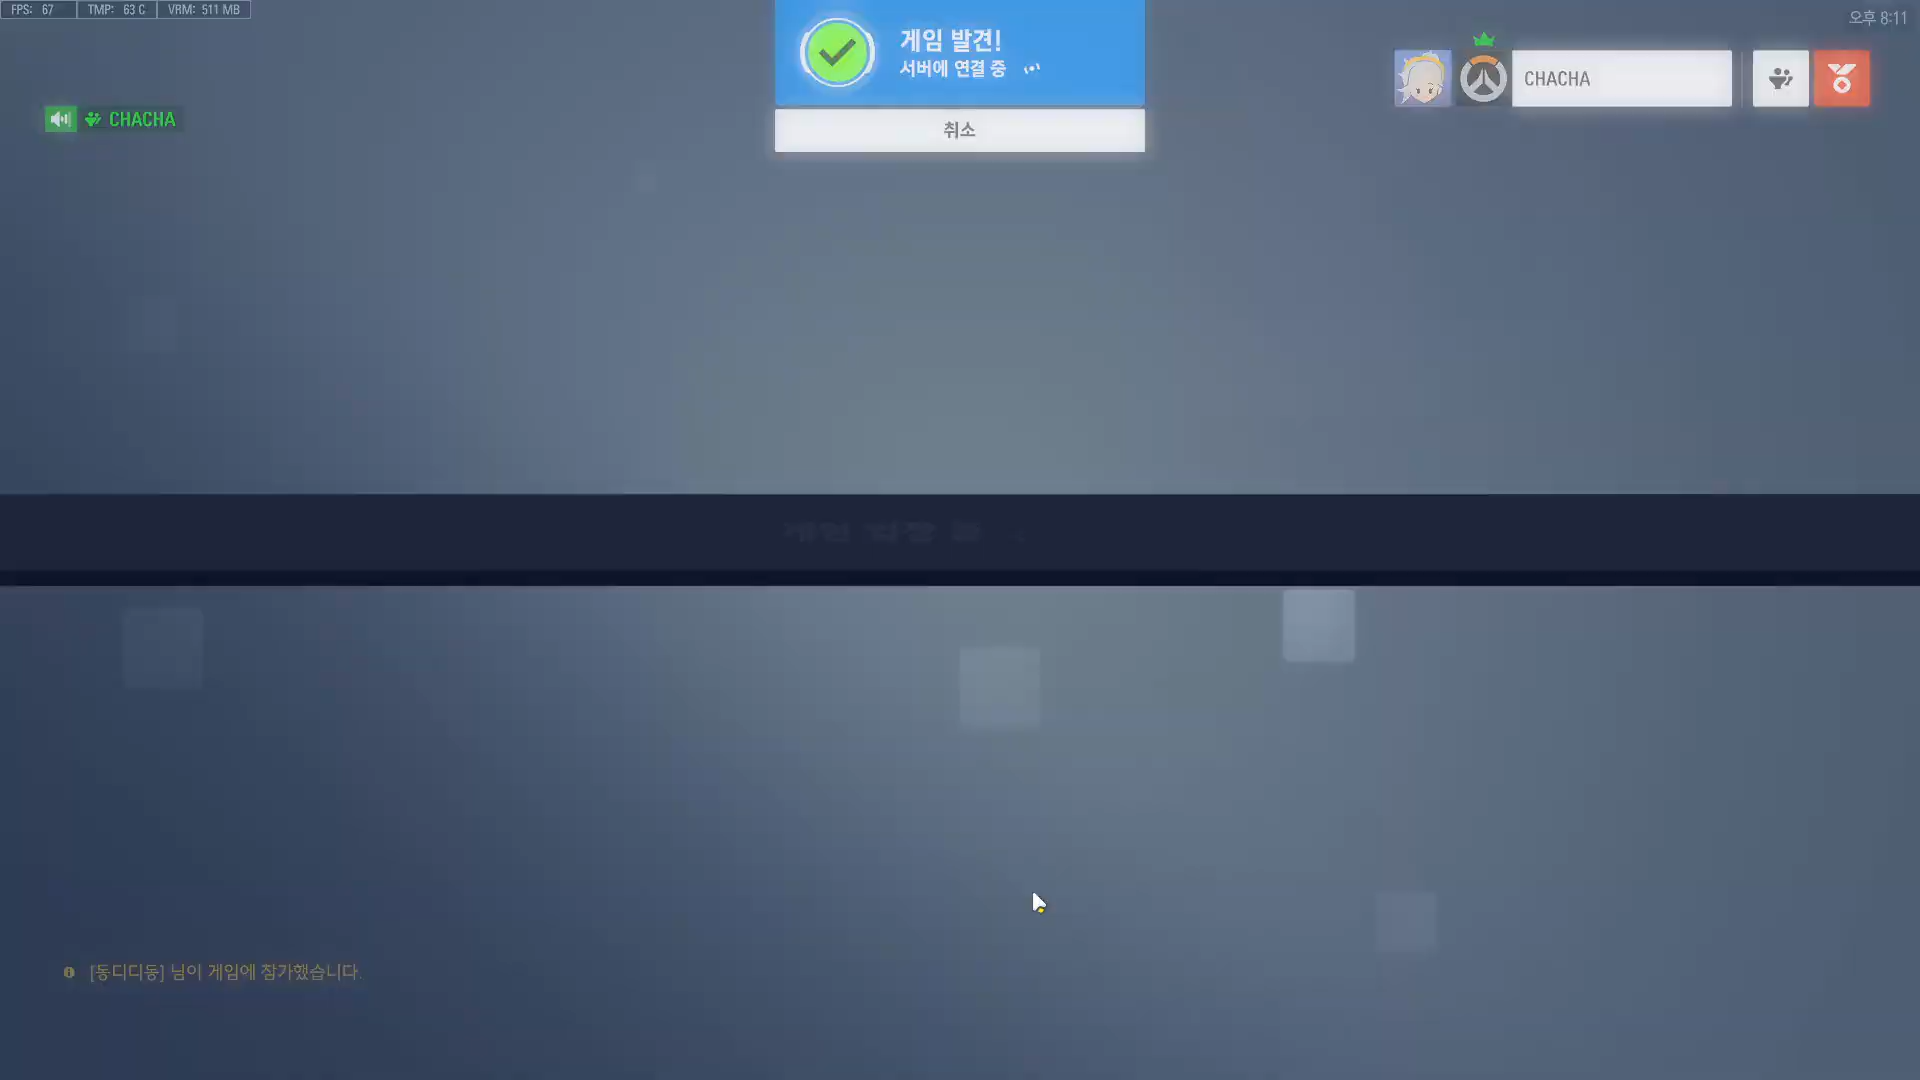 FPS: 67 TMP: 63 C VRM: 511 MB
오후 8:11
게임 발견!
서버에 연결 중
취소
CHACHA
CHACHA
[동디디동] 님이 게임에 참가했습니다.